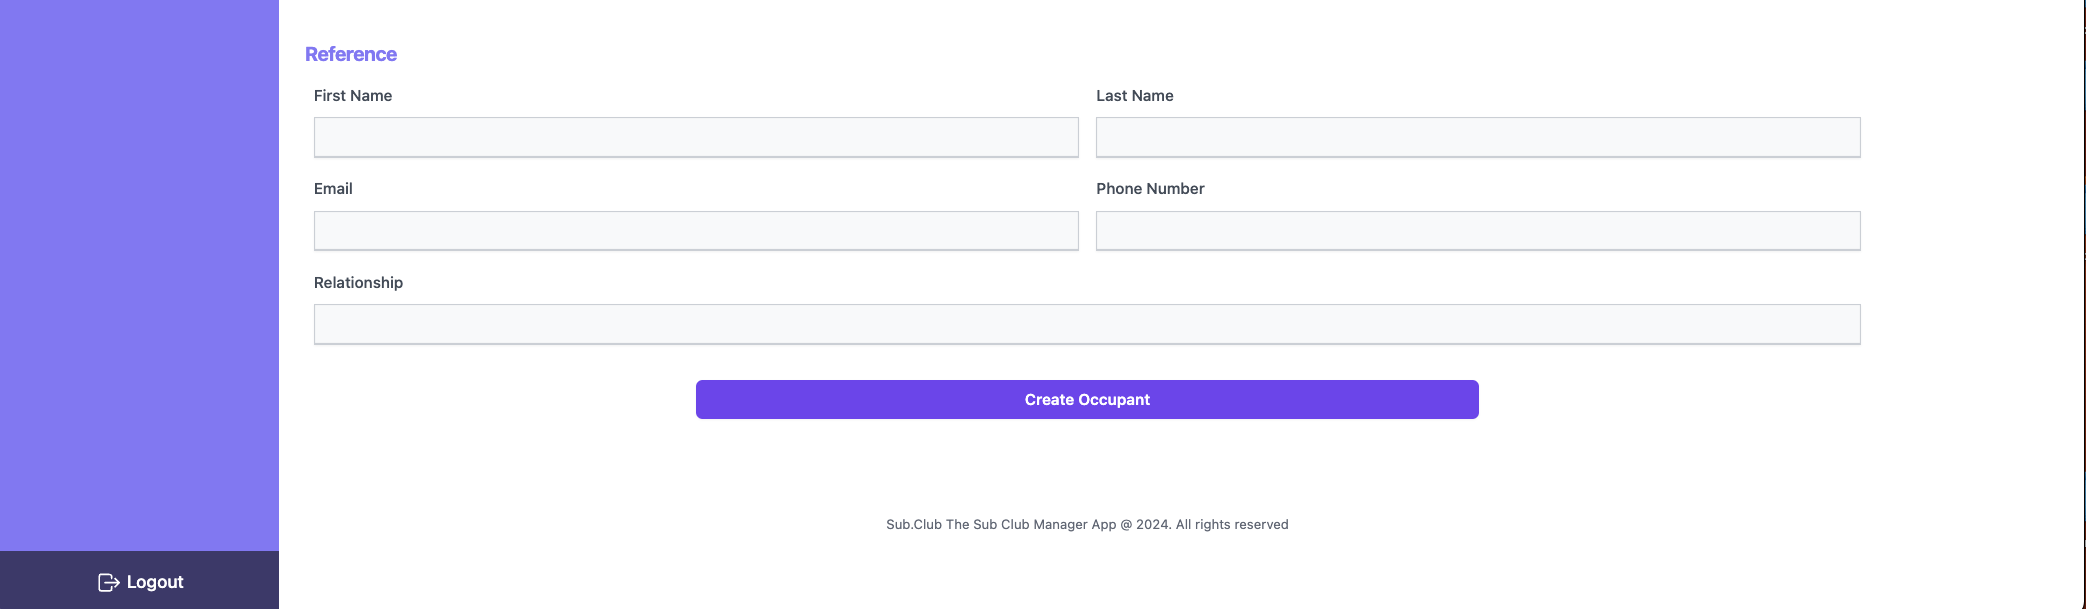 Reference
First Name
Last Name
Email
Phone Number
Relationship
Create Occupant
Sub.Club The Sub Club Manager App @ 2024. All rights reserved
Logout